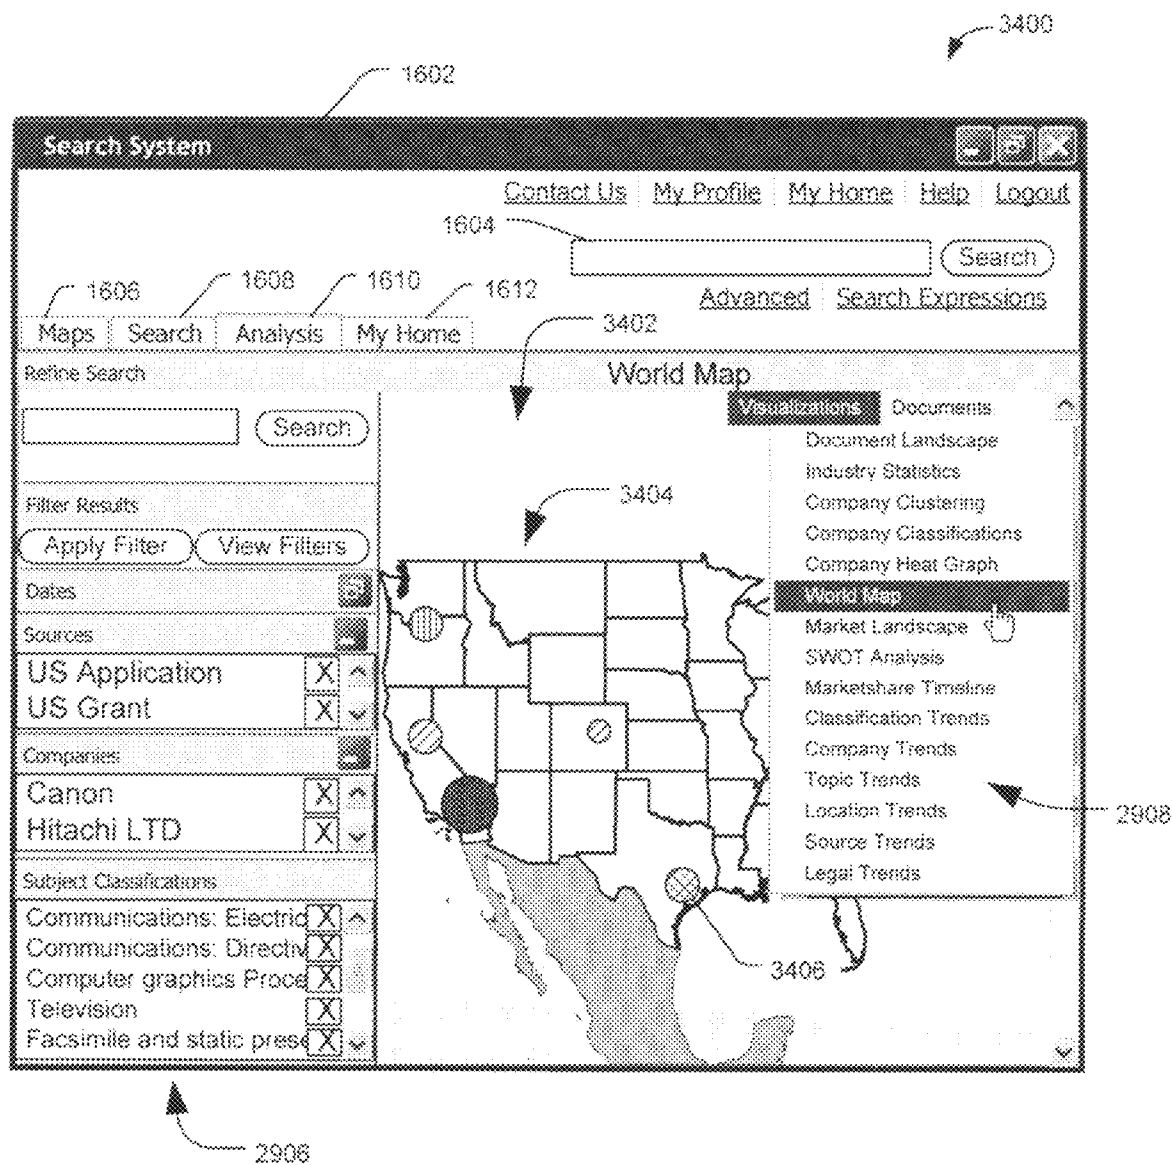 3400
1602
Search System
Contact Us My Profile My Home Help Logout
1604
Search
1606 1608 1610 1612
Advanced Search Expressions
Maps Search Analysis My Home
3402
Refine Search
World Map
Search
Visualizations Documents
Document Landscape
Industry Statistics
Company Clustering
Company Classifications
Company Heat Graph
World Map
Market Landscape
SWOT Analysis
Marketshare Timeline
Classification Trends
Company Trends
Topic Trends
Location Trends
Source Trends
Legal Trends
2908
3404
Filter Results
Apply Filter View Filters
Dates
Sources
US Application X
US Grant X
Companies
Canon X
Hitachi LTD X
Subject Classifications
Communications: Electric X
Communications: Directiv X
Computer graphics Proce X
Television X
Facsimile and static prese X
3406
2906